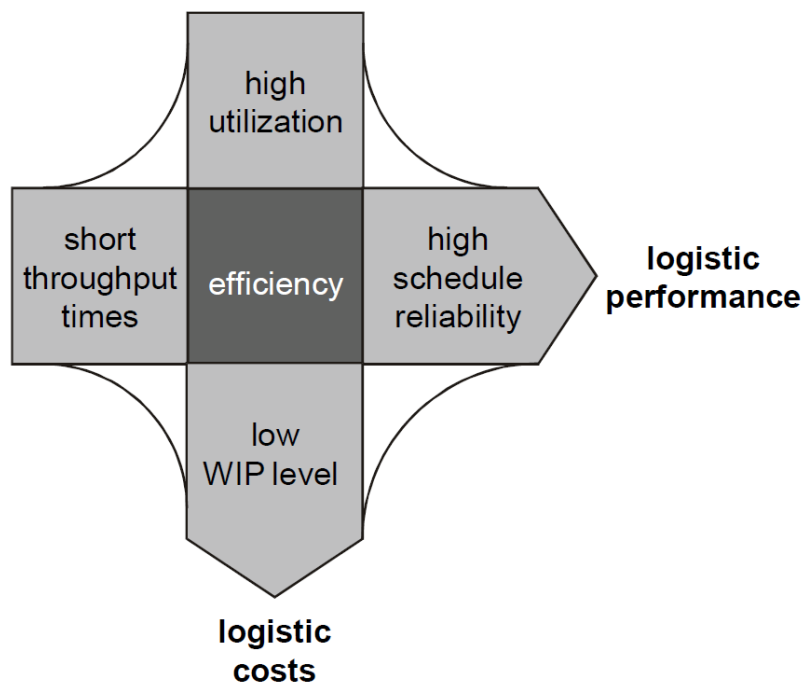 high
utilization
short
throughput
times
efficiency
high
schedule
reliability
logistic
performance
low
WIP level
logistic
costs